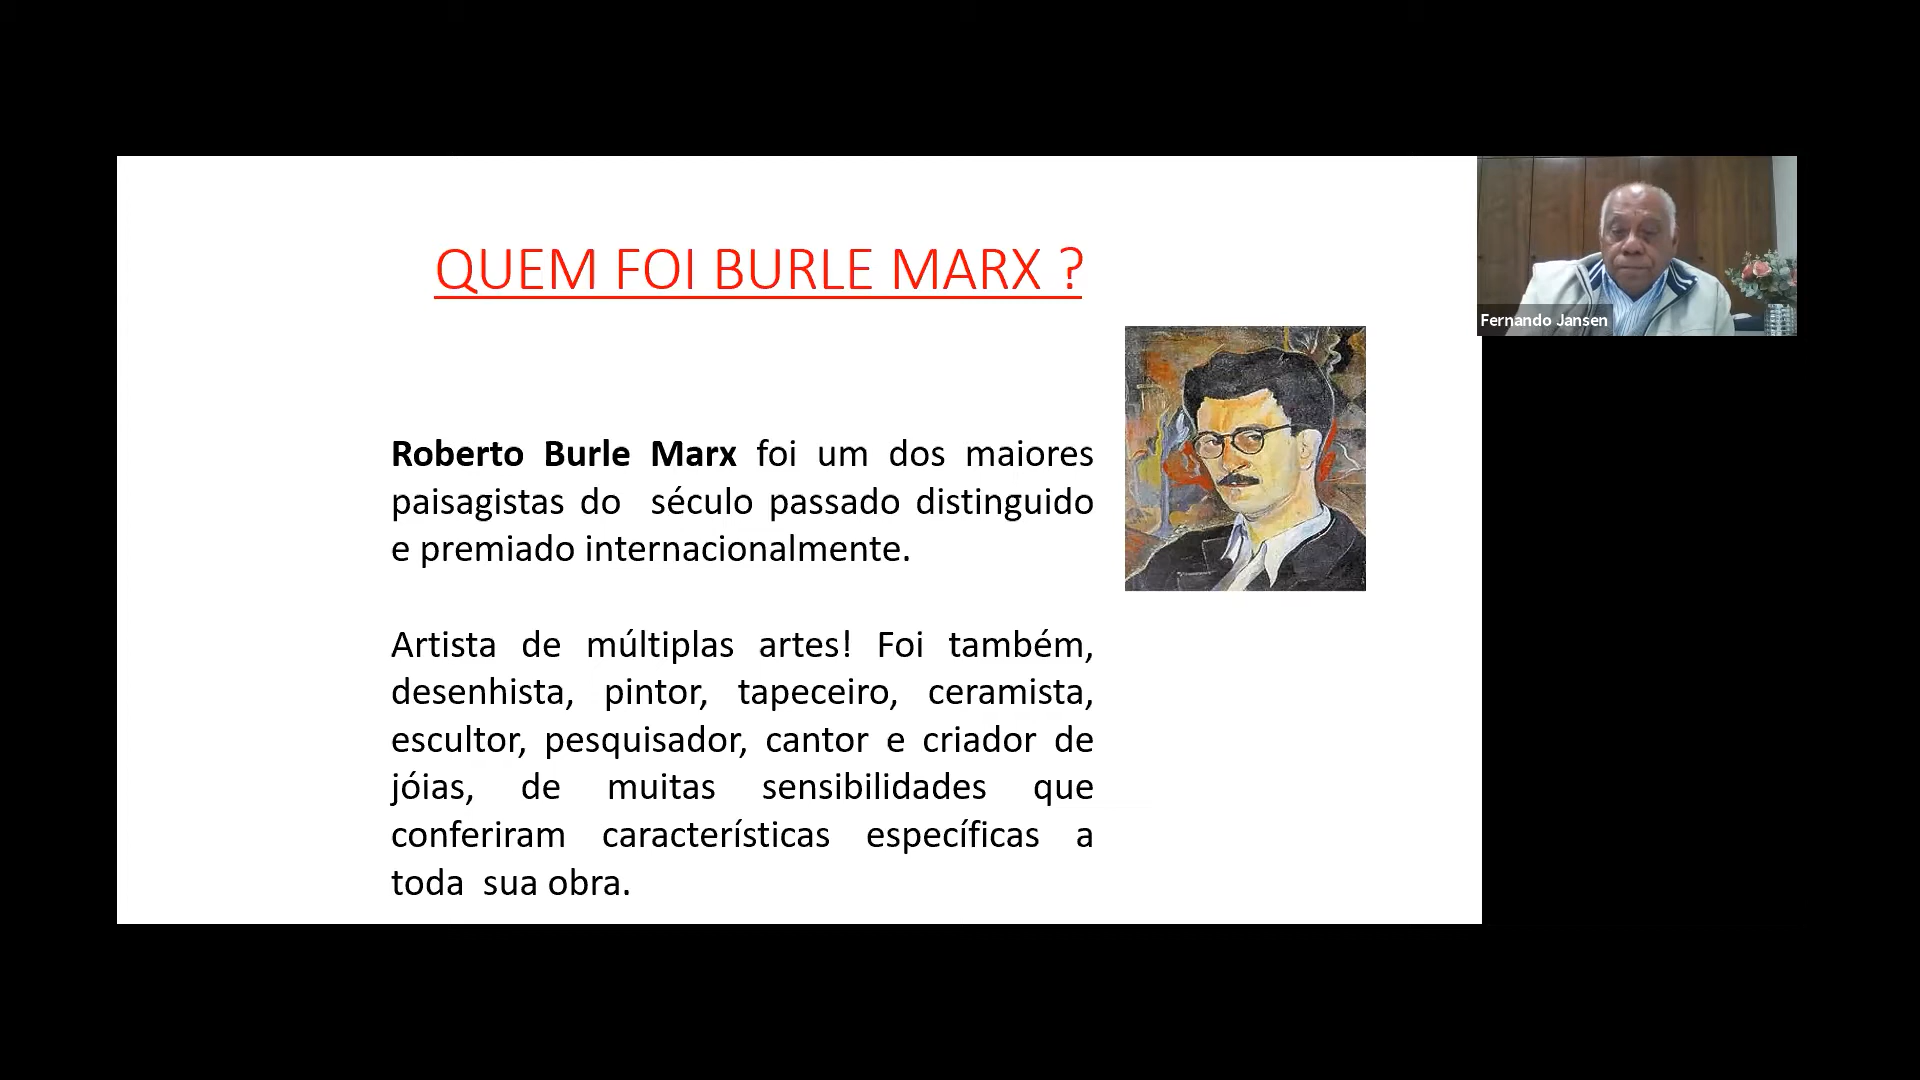 QUEM FOI BURLE MARX ?
Fernando Jansen
Roberto Burle Marx foi um dos maiores
paisagistas do século passado distinguido
e premiado internacionalmente.
Artista de múltiplas artes! Foi também,
desenhista, pintor, tapeceiro, ceramista,
escultor, pesquisador, cantor e criador de
jóias, de muitas sensibilidades que
conferiram características específicas a
toda sua obra.